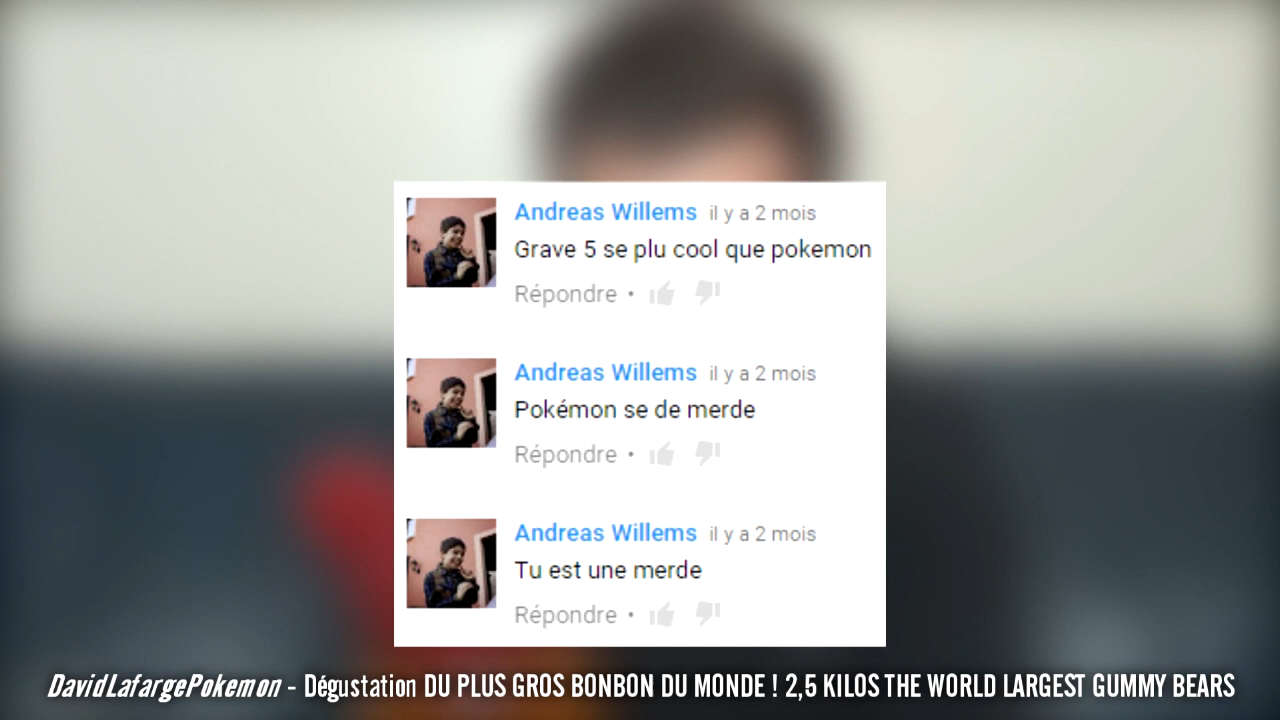 Andreas Willems il y a 2 mois
Grave 5 se plu cool que pokemon
Répondre •
Andreas Willems il y a 2 mois
Pokémon se de merde
Répondre •
Andreas Willems il y a 2 mois
Tu est une merde
Répondre •
DavidLafargePokemon - Dégustation DU PLUS GROS BONBON DU MONDE ! 2,5 KILOS THE WORLD LARGEST GUMMY BEARS